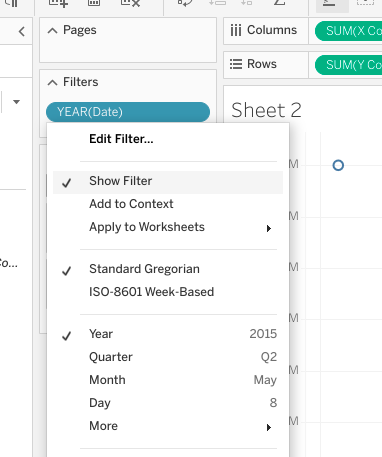 Pages
Columns
SUM(X Co
Rows
SUM(Y Co
Filters
YEAR(Date)
Sheet 2
Edit Filter...
Show Filter
Add to Context
Apply to Worksheets
Standard Gregorian
ISO-8601 Week-Based
Year 2015
Quarter Q2
Month May
Day 8
More
Co...
M
M
M
M
M
M